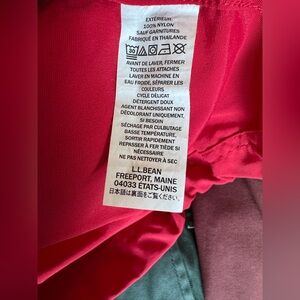 EXTÉRIEUR:
100% NYLON
SAUF GARNITURES
FABRIQUÉ EN THAÏLANDE
30
AVANT DE LAVER, FERMER
TOUTES LES ATTACHES
LAVER EN MACHINE EN
EAU FROIDE, SÉPARER LES
COULEURS
CYCLE DÉLICAT
DÉTERGENT DOUX
AGENT BLANCHISSANT NON
DÉCOLORANT UNIQUEMENT,
SI BESOIN
SÉCHAGE PAR CULBUTAGE
BASSE TEMPÉRATURE,
SORTIR RAPIDEMENT
REPASSER À FER TIÈDE SI
NÉCESSAIRE
NE PAS NETTOYER À SEC
L.L.BEAN
FREEPORT, MAINE
04033 ÉTATS-UNIS
日本語は裏面をご覧ください。